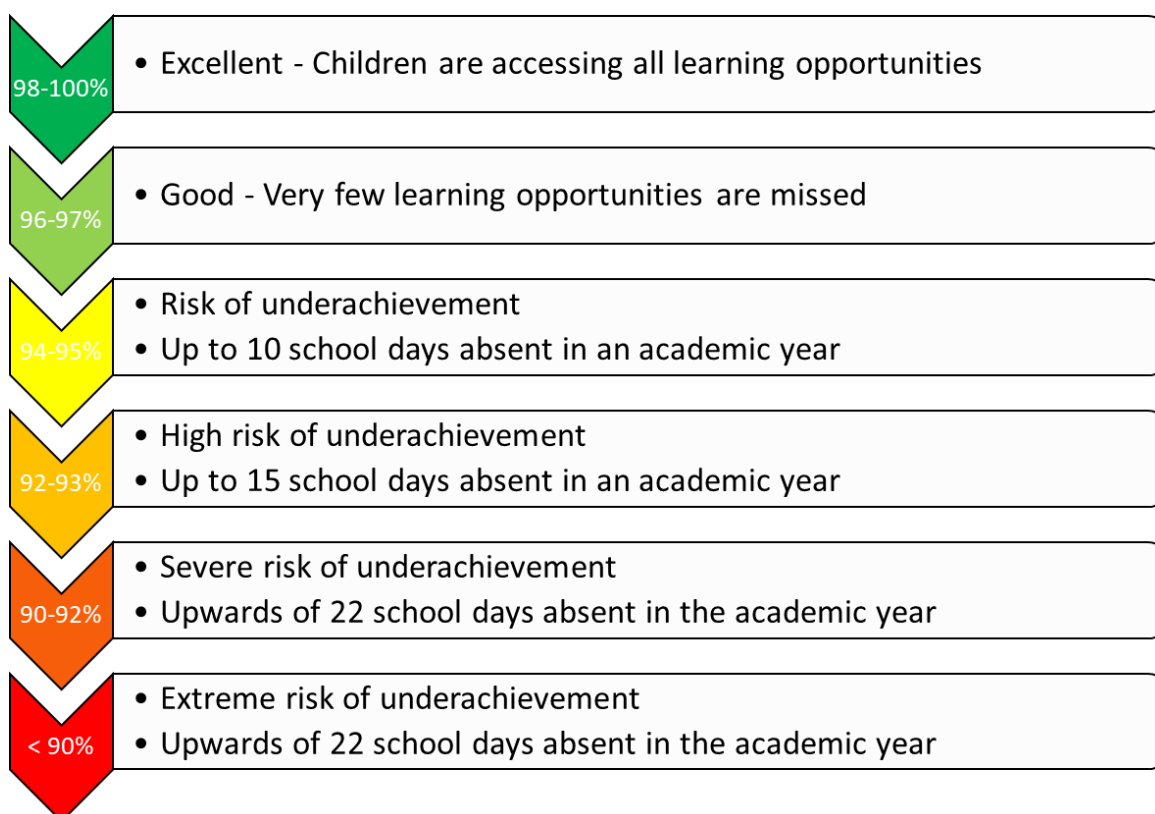 98-100%
• Excellent - Children are accessing all learning opportunities
96-97%
• Good - Very few learning opportunities are missed
94-95%
• Risk of underachievement
• Up to 10 school days absent in an academic year
92-93%
• High risk of underachievement
• Up to 15 school days absent in an academic year
90-92%
• Severe risk of underachievement
• Upwards of 22 school days absent in the academic year
< 90%
• Extreme risk of underachievement
• Upwards of 22 school days absent in the academic year